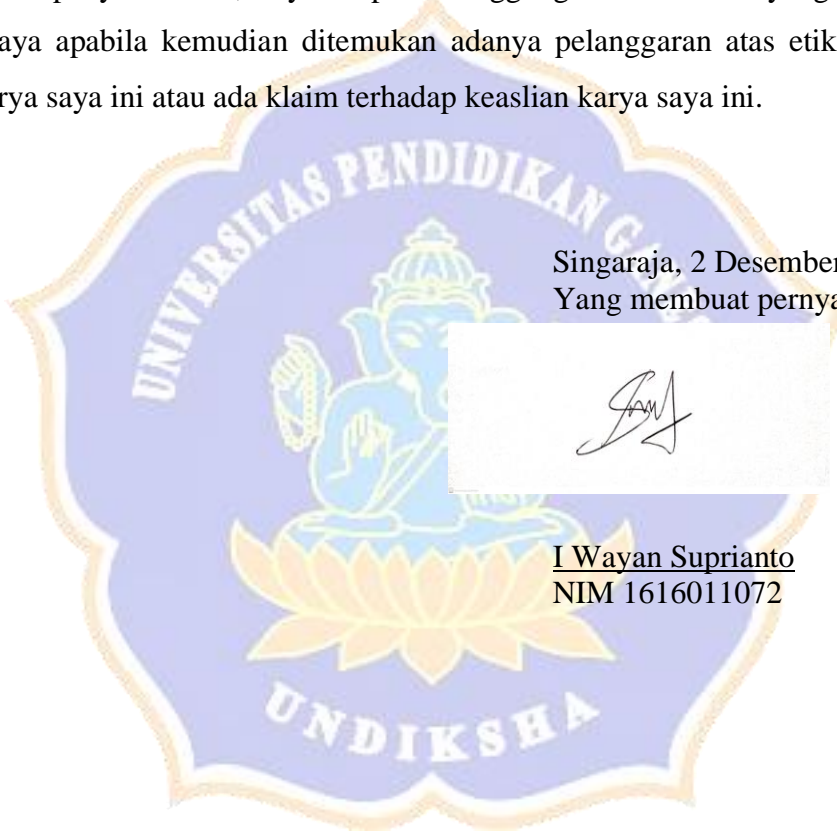 aya apabila kemudian ditemukan adanya pelanggaran atas etik
rya saya ini atau ada klaim terhadap keaslian karya saya ini.
UNIVERSITAS PENDIDIKAN
Singaraja, 2 Desember
Yang membuat pernya
I Wayan Suprianto
NIM 1616011072
UNDIKSHA